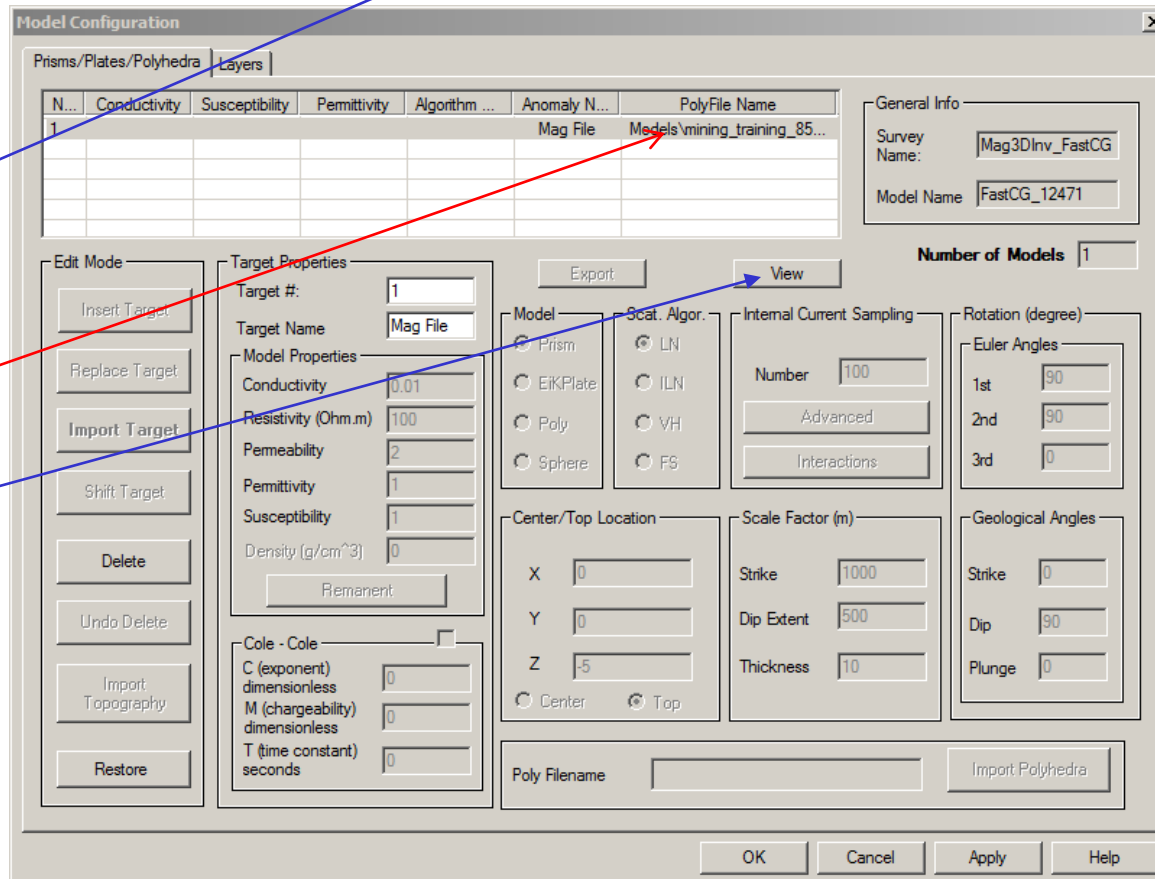 Model Configuration
Prisms/Plates/Polyhedra Layers
N... Conductivity Susceptibility Permittivity Algorithm ... Anomaly N... PolyFile Name
1 Mag File Models\mining_training_85...
General Info
Survey Name: Mag3DInv_FastCG
Model Name FastCG_12471
Number of Models 1
Edit Mode
Insert Target
Replace Target
Import Target
Shift Target
Delete
Undo Delete
Import Topography
Restore
Target Properties
Target #: 1
Target Name Mag File
Model Properties
Conductivity 0.01
Resistivity (Ohm.m) 100
Permeability 2
Permittivity 1
Susceptibility 1
Density (g/cm^3) 0
Remanent
Cole - Cole
C (exponent) dimensionless 0
M (chargeability) dimensionless 0
T (time constant) seconds 0
Export
View
Model
Prism
EiKPlate
Poly
Sphere
Scat. Algor.
LN
ILN
VH
FS
Internal Current Sampling
Number 100
Advanced
Interactions
Rotation (degree)
Euler Angles
1st 90
2nd 90
3rd 0
Center/Top Location
X 0
Y 0
Z -5
Center Top
Scale Factor (m)
Strike 1000
Dip Extent 500
Thickness 10
Geological Angles
Strike 0
Dip 90
Plunge 0
Poly Filename
Import Polyhedra
OK Cancel Apply Help